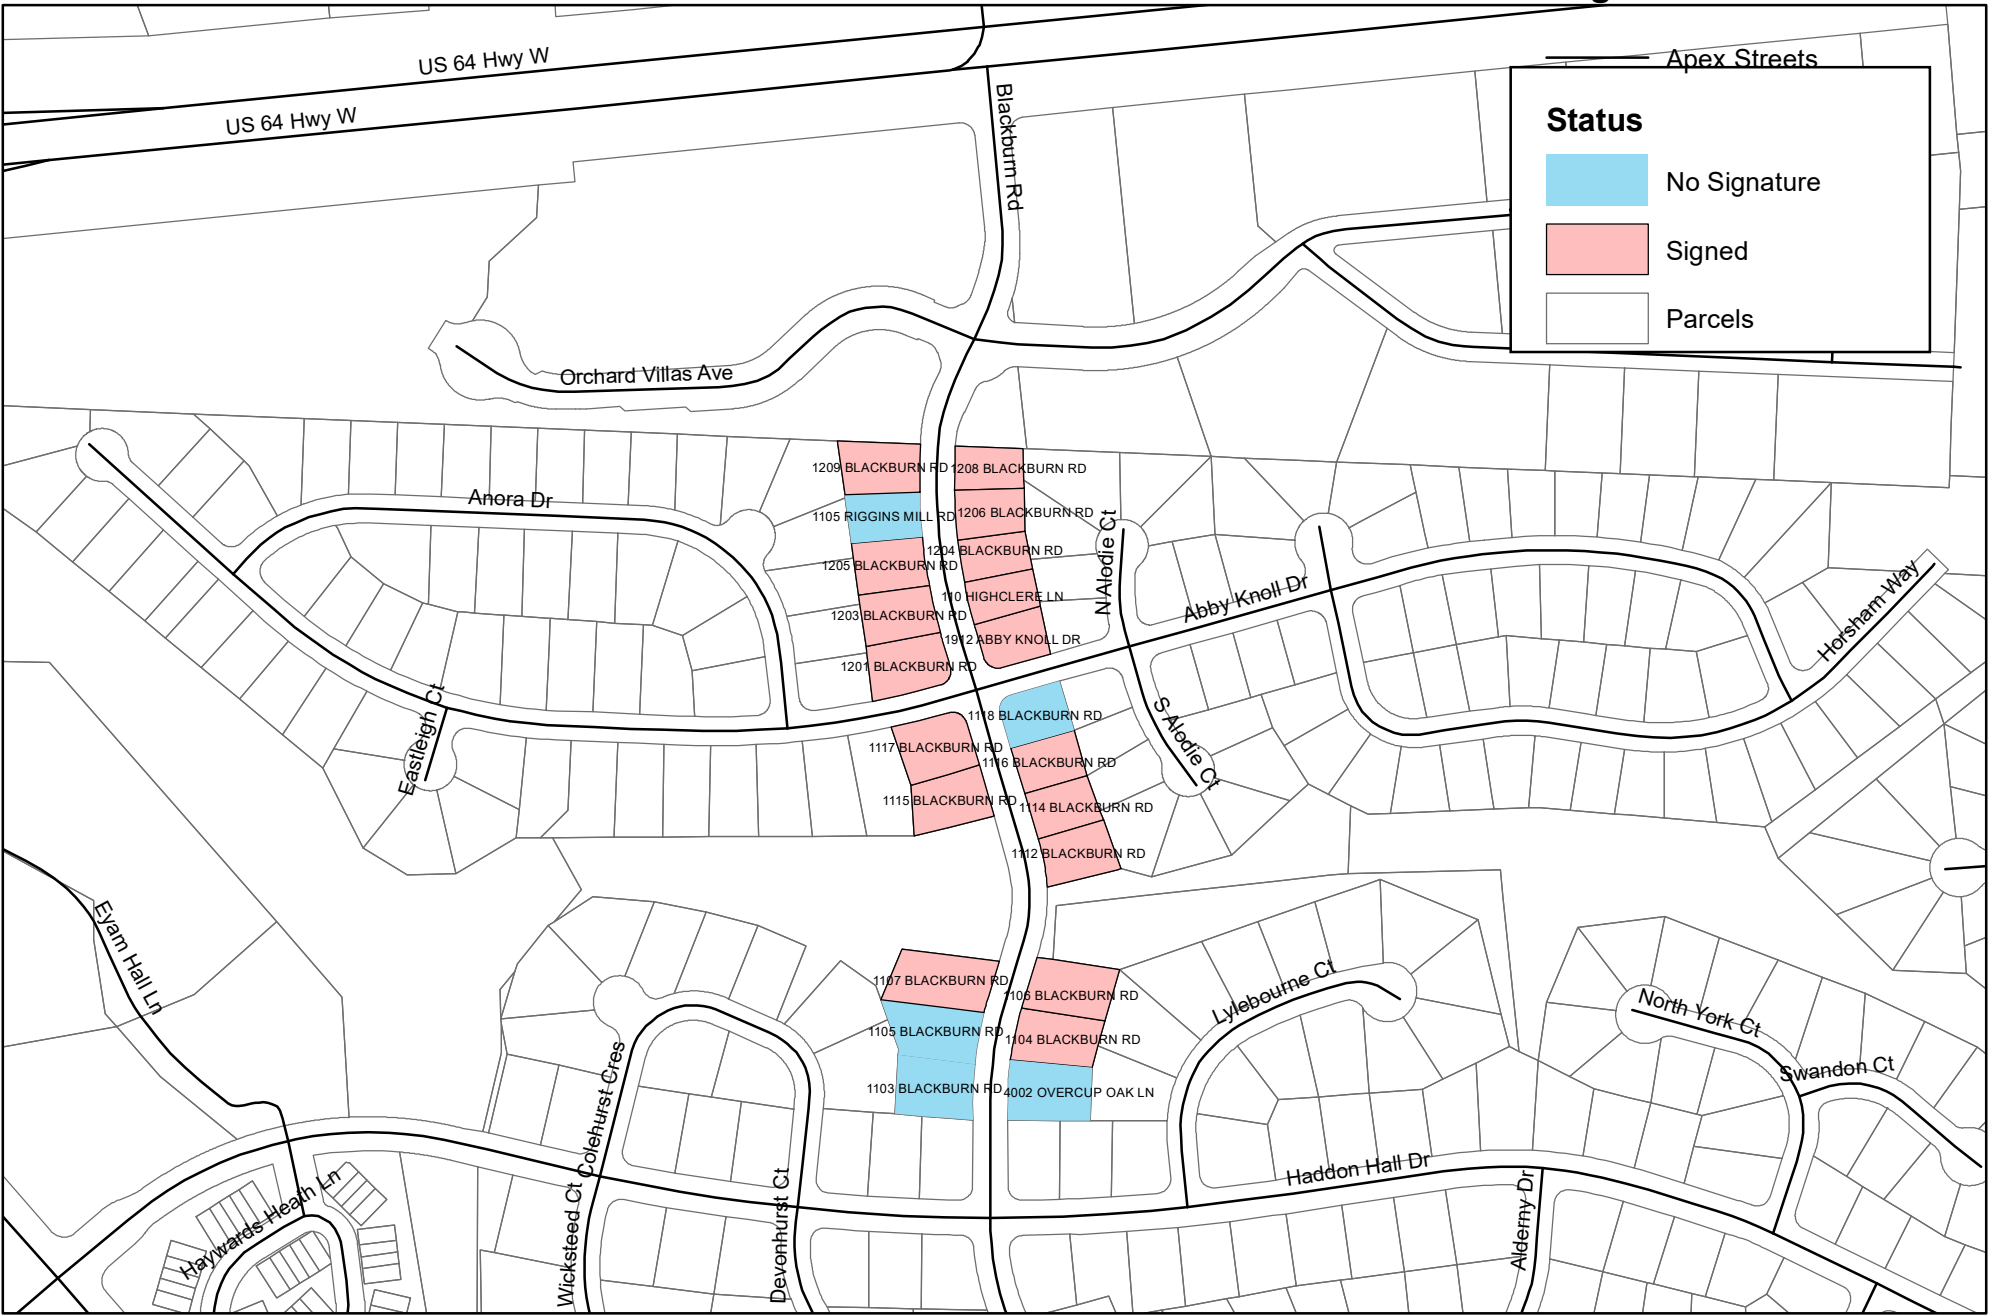 US 64 Hwy W
US 64 Hwy W
Blackburn Rd
Apex Streets
Status
No Signature
Signed
Parcels
Orchard Villas Ave
Anora Dr
1209 BLACKBURN RD
1208 BLACKBURN RD
1105 RIGGINS MILL RD
1206 BLACKBURN RD
1204 BLACKBURN RD
1205 BLACKBURN RD
110 HIGHCLERE LN
1203 BLACKBURN RD
1912 ABBY KNOLL DR
1201 BLACKBURN RD
N Alodie Ct
Abby Knoll Dr
Horsham Way
Eastleigh Ct
S Alodie Ct
1118 BLACKBURN RD
1117 BLACKBURN RD
1116 BLACKBURN RD
1115 BLACKBURN RD
1114 BLACKBURN RD
1112 BLACKBURN RD
Eyam Hall Ln
1107 BLACKBURN RD
1106 BLACKBURN RD
1105 BLACKBURN RD
1104 BLACKBURN RD
1103 BLACKBURN RD
4002 OVERCUP OAK LN
Lylebourne Ct
North York Ct
Swandon Ct
Colehurst Cres
Wicksteed Ct
Devonhurst Ct
Haddon Hall Dr
Alderny Dr
Haywards Heath Ln